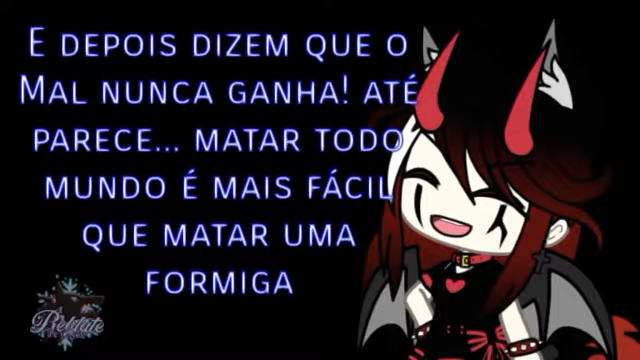 E DEPOIS DIZEM QUE O
MAL NUNCA GANHA! ATÉ
PARECE... MATAR TODO
MUNDO É MAIS FÁCIL
QUE MATAR UMA
FORMIGA